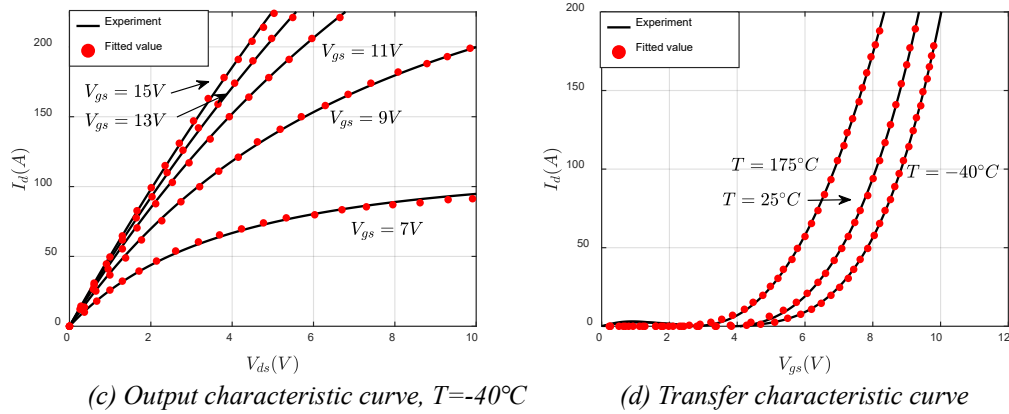 200
150
100
50
0
I_d(A)
Experiment
Fitted value
V_gs = 15V
V_gs = 13V
V_gs = 11V
V_gs = 9V
V_gs = 7V
0 2 4 6 8 10
V_ds(V)
(c) Output characteristic curve, T=-40°C
200
150
100
50
0
I_d(A)
Experiment
Fitted value
T = 175°C
T = 25°C
T = −40°C
0 2 4 6 8 10 12
V_gs(V)
(d) Transfer characteristic curve